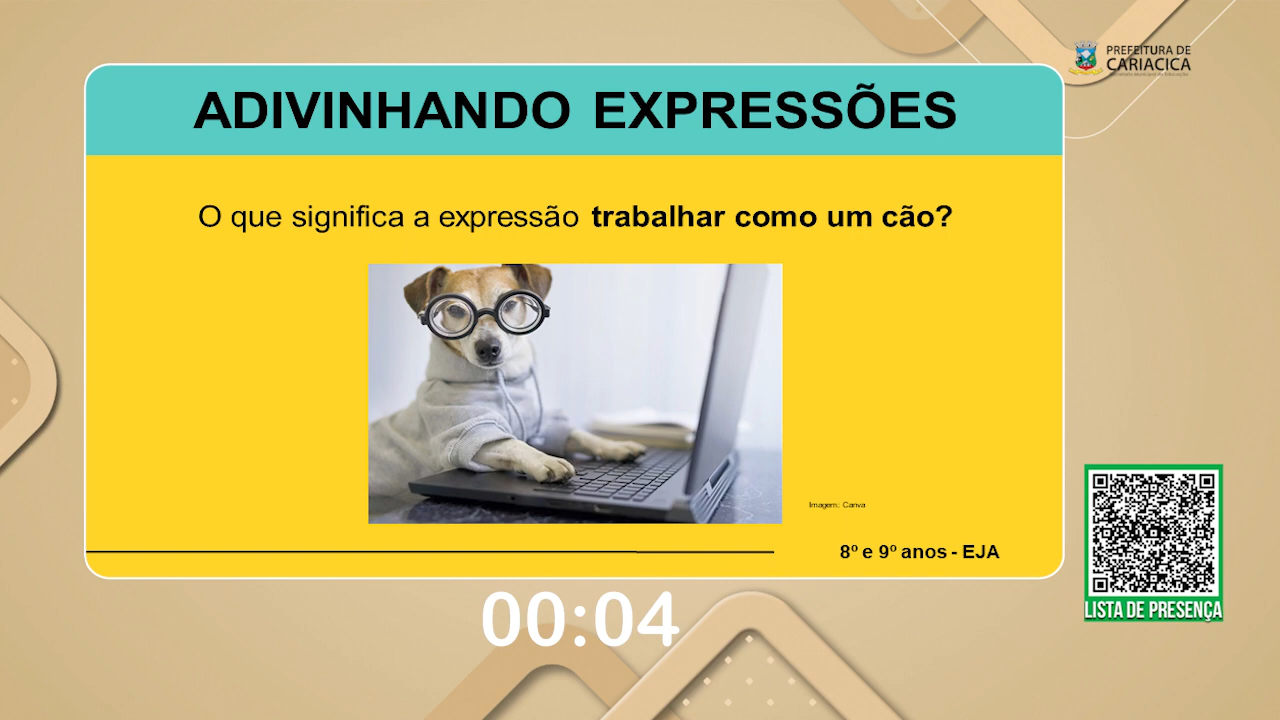 PREFEITURA DE
CARIACICA
ADIVINHANDO EXPRESSÕES
O que significa a expressão trabalhar como um cão?
Imagem: Canva
8º e 9º anos - EJA
LISTA DE PRESENÇA
00:04